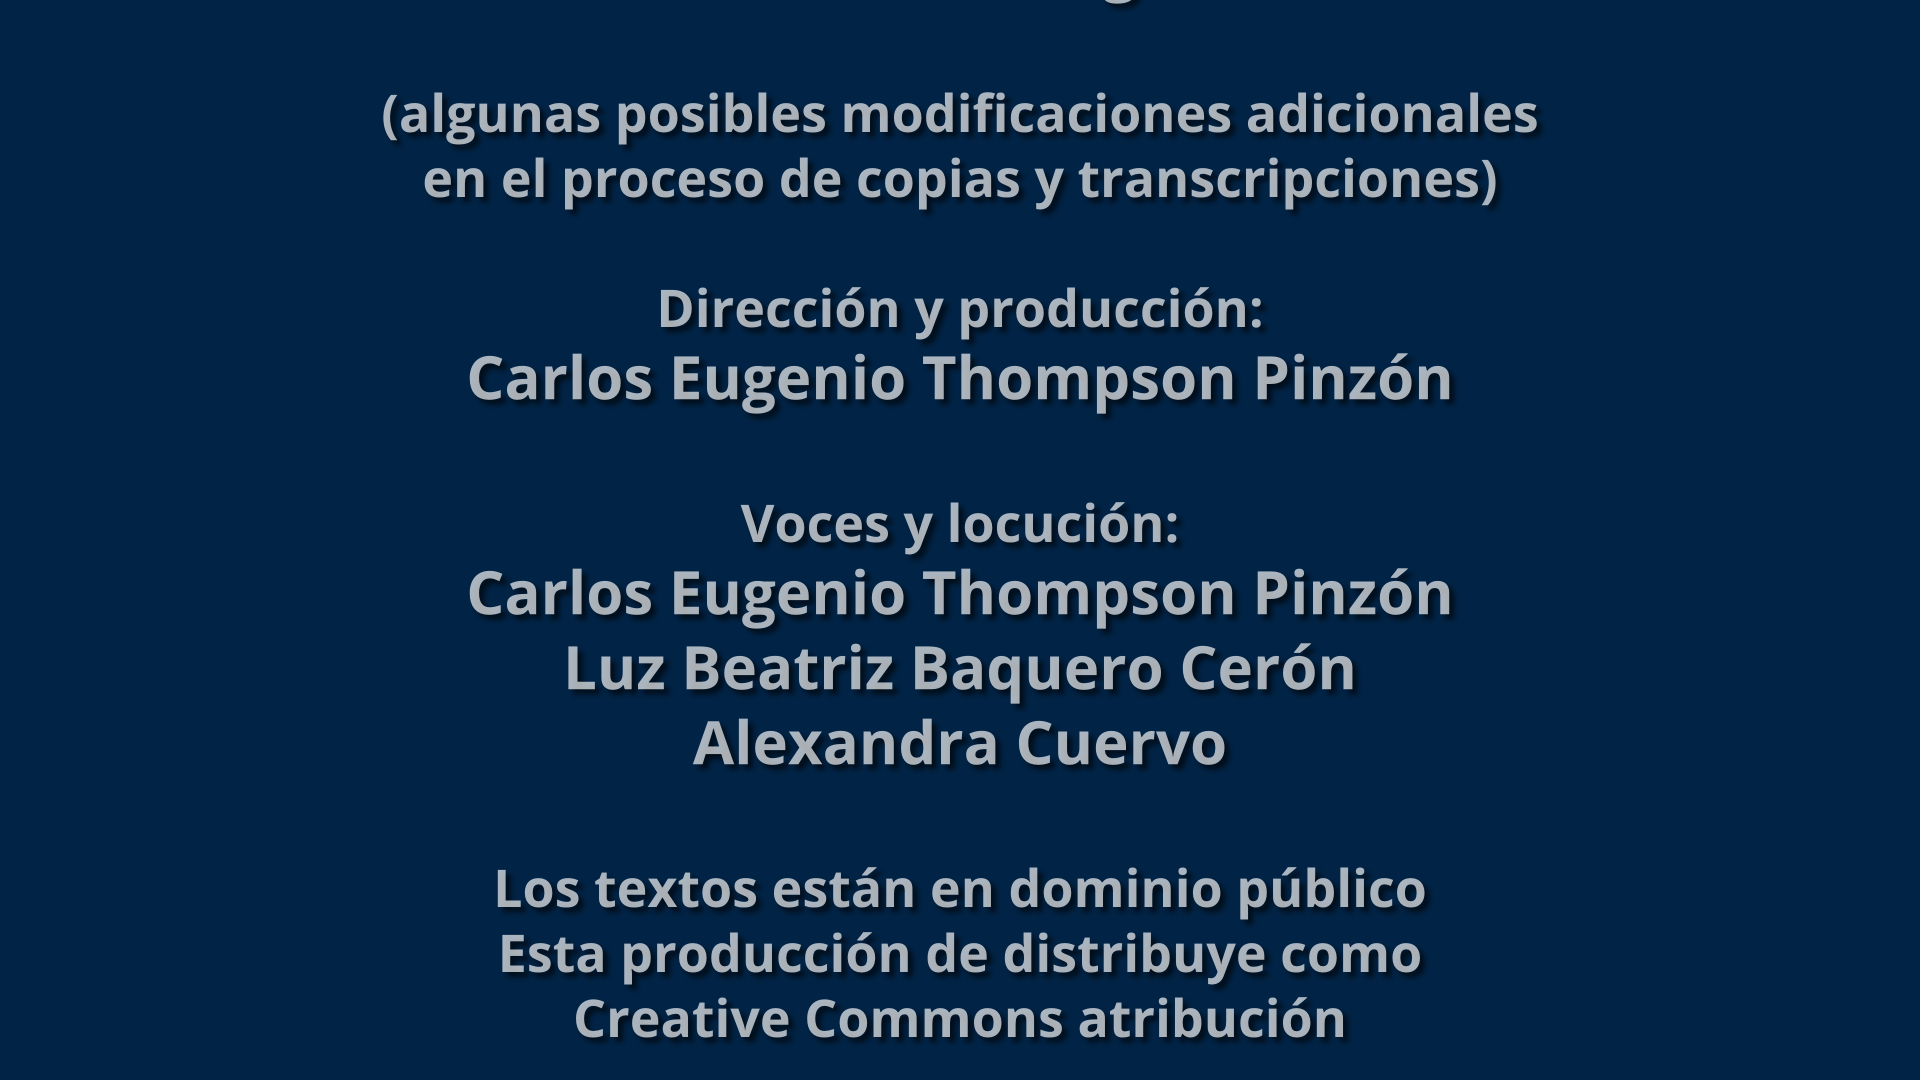 (algunas posibles modificaciones adicionales
en el proceso de copias y transcripciones)
Dirección y producción:
Carlos Eugenio Thompson Pinzón
Voces y locución:
Carlos Eugenio Thompson Pinzón
Luz Beatriz Baquero Cerón
Alexandra Cuervo
Los textos están en dominio público
Esta producción de distribuye como
Creative Commons atribución